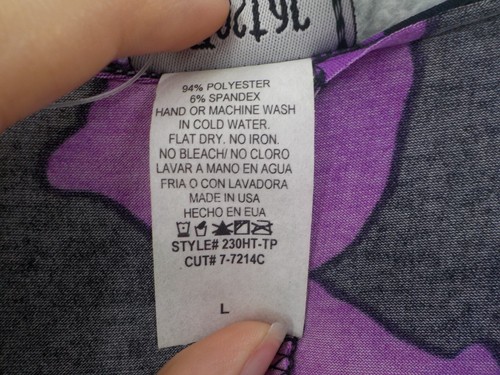 94% POLYESTER
6% SPANDEX
HAND OR MACHINE WASH
IN COLD WATER.
FLAT DRY. NO IRON.
NO BLEACH/ NO CLORO
LAVAR A MANO EN AGUA
FRIA O CON LAVADORA
MADE IN USA
HECHO EN EUA
STYLE# 230HT-TP
CUT# 7-7214C
L